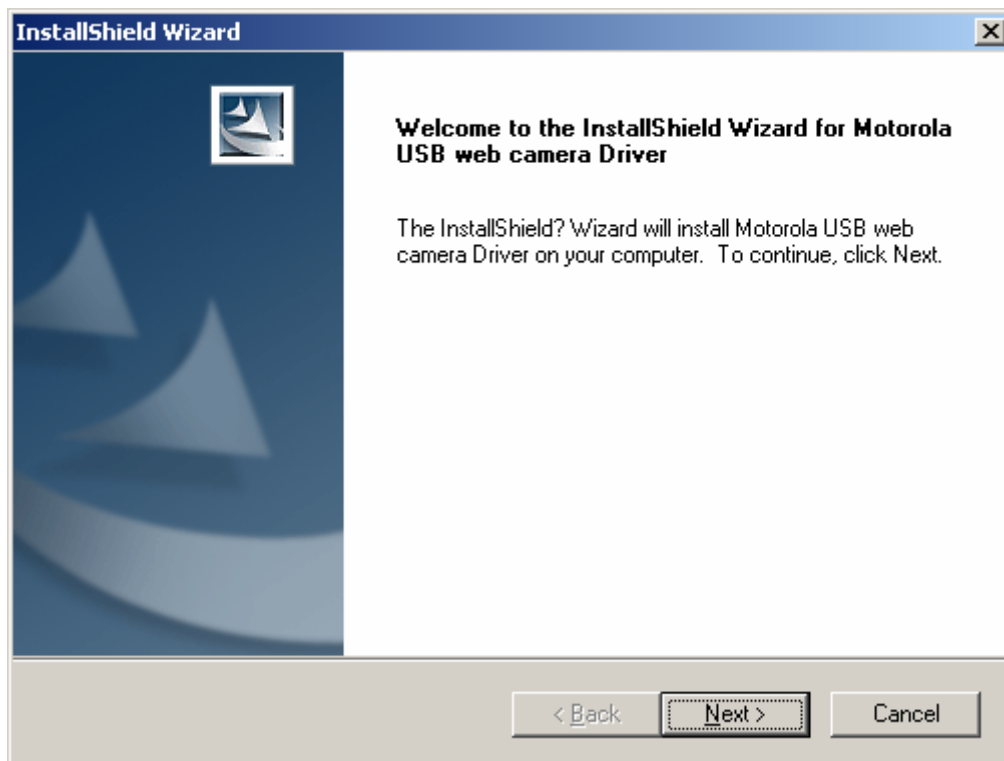 InstallShield Wizard
Welcome to the InstallShield Wizard for Motorola
USB web camera Driver
The InstallShield? Wizard will install Motorola USB web
camera Driver on your computer.  To continue, click Next.
< Back
Next >
Cancel